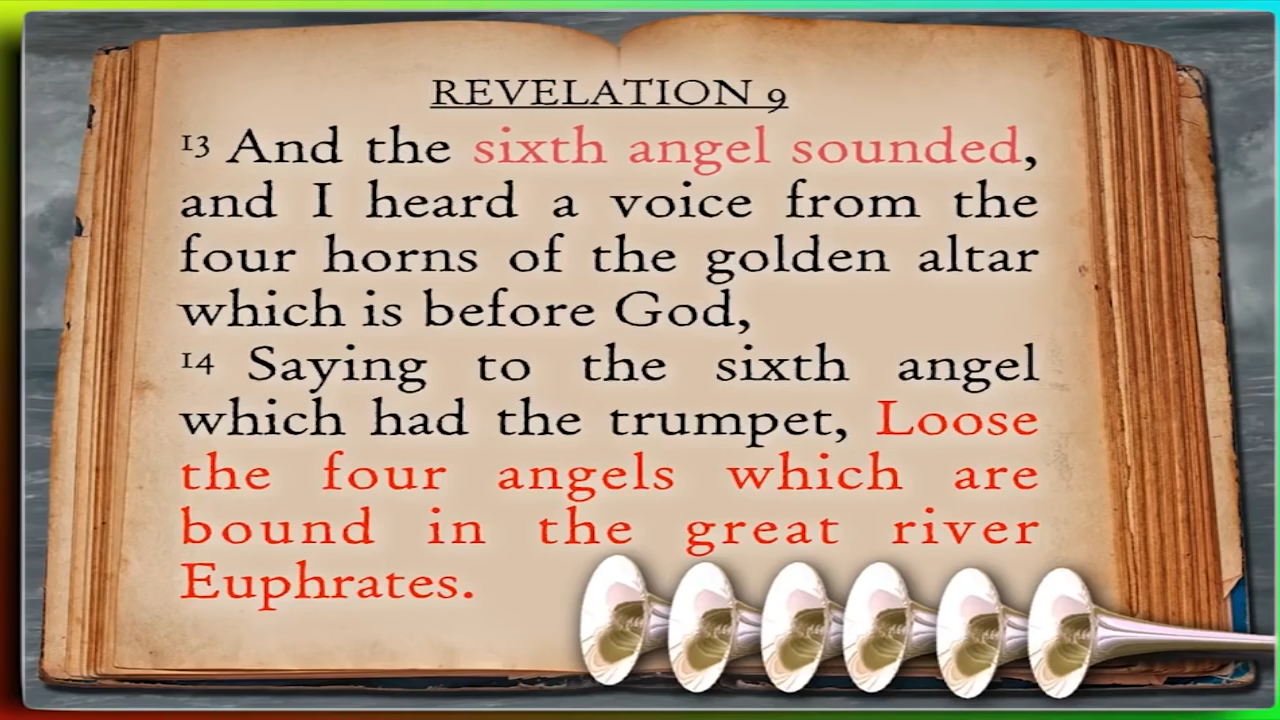 REVELATION 9
13 And the sixth angel sounded,
and I heard a voice from the
four horns of the golden altar
which is before God,
14 Saying to the sixth angel
which had the trumpet, Loose
the four angels which are
bound in the great river
Euphrates.